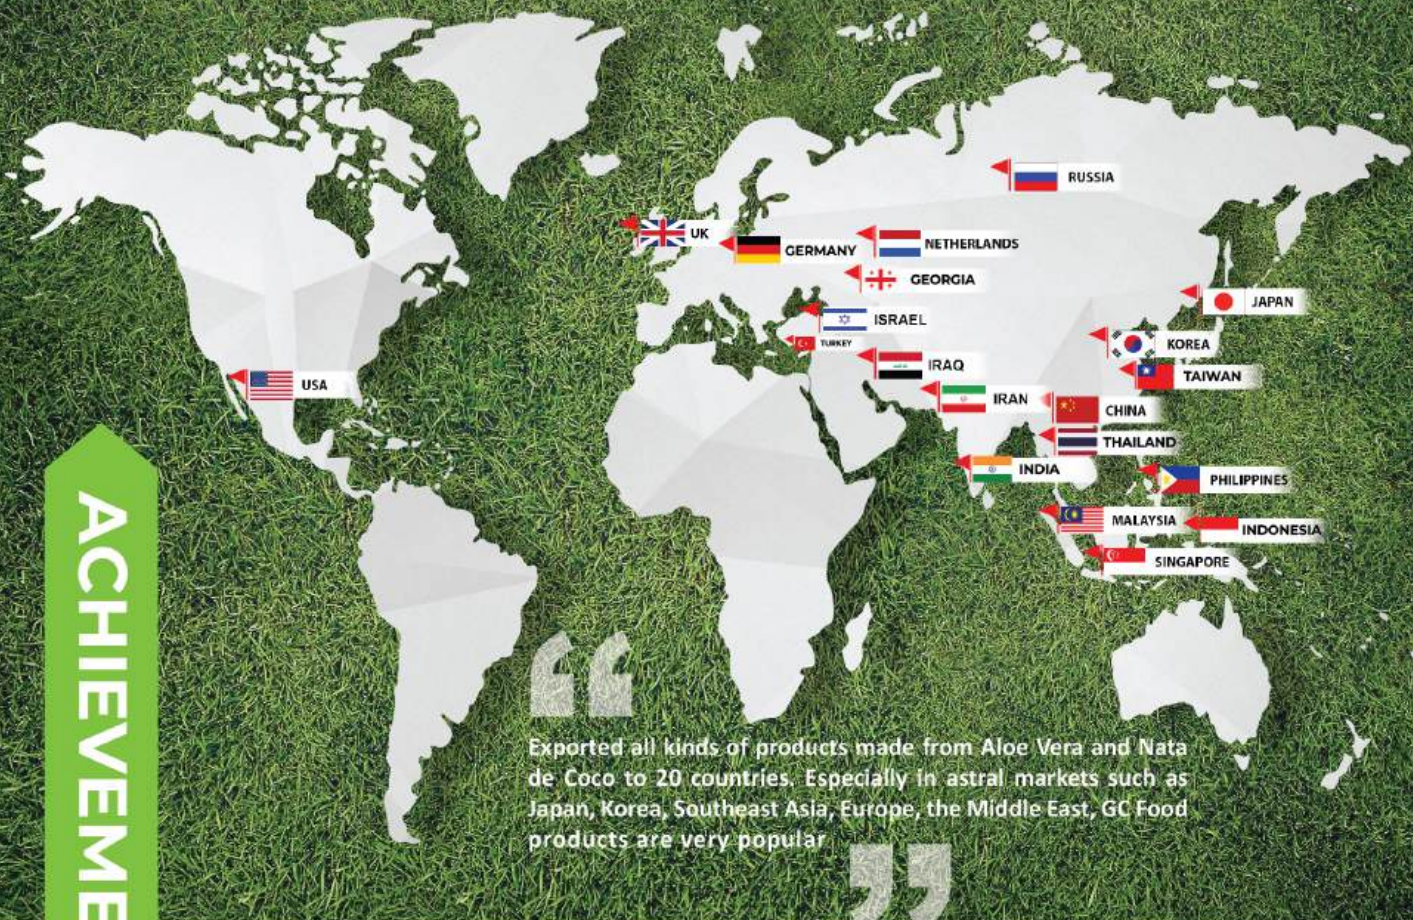 RUSSIA
UK
GERMANY
NETHERLANDS
GEORGIA
JAPAN
ISRAEL
TURKEY
KOREA
IRAQ
TAIWAN
USA
IRAN
CHINA
THAILAND
INDIA
PHILIPPINES
MALAYSIA
INDONESIA
SINGAPORE
ACHIEVEME
“
Exported all kinds of products made from Aloe Vera and Nata
de Coco to 20 countries. Especially in astral markets such as
Japan, Korea, Southeast Asia, Europe, the Middle East, GC Food
products are very popular
”